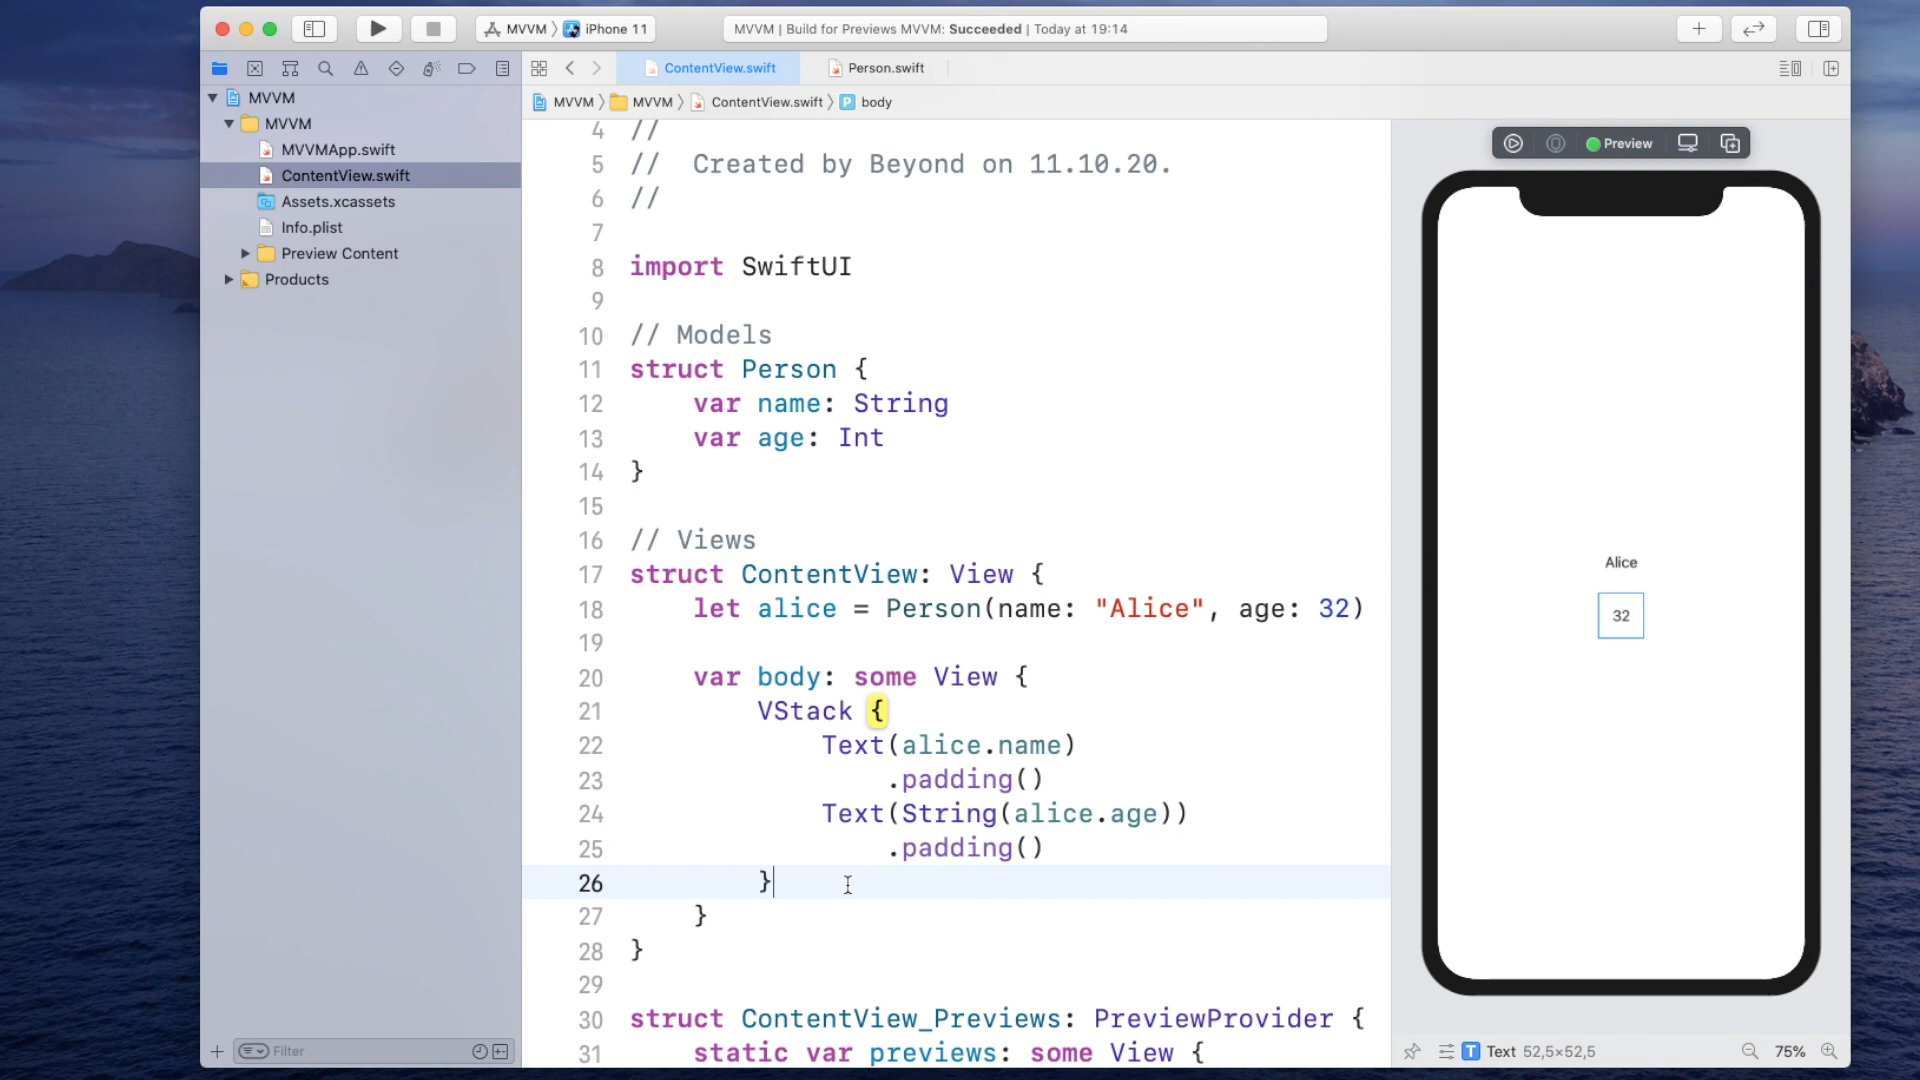 MVVM 〉 iPhone 11
MVVM | Build for Previews MVVM: Succeeded | Today at 19:14
ContentView.swift
Person.swift
MVVM
MVVM
MVVMApp.swift
ContentView.swift
Assets.xcassets
Info.plist
Preview Content
Products
Filter
MVVM 〉 MVVM 〉 ContentView.swift 〉 P body
4 //
5 //  Created by Beyond on 11.10.20.
6 //
7
8 import SwiftUI
9
10 // Models
11 struct Person {
12     var name: String
13     var age: Int
14 }
15
16 // Views
17 struct ContentView: View {
18     let alice = Person(name: "Alice", age: 32)
19
20     var body: some View {
21         VStack {
22             Text(alice.name)
23                 .padding()
24             Text(String(alice.age))
25                 .padding()
26         }
27     }
28 }
29
30 struct ContentView_Previews: PreviewProvider {
31     static var previews: some View {
Preview
Alice
32
T Text 52,5×52,5
75%